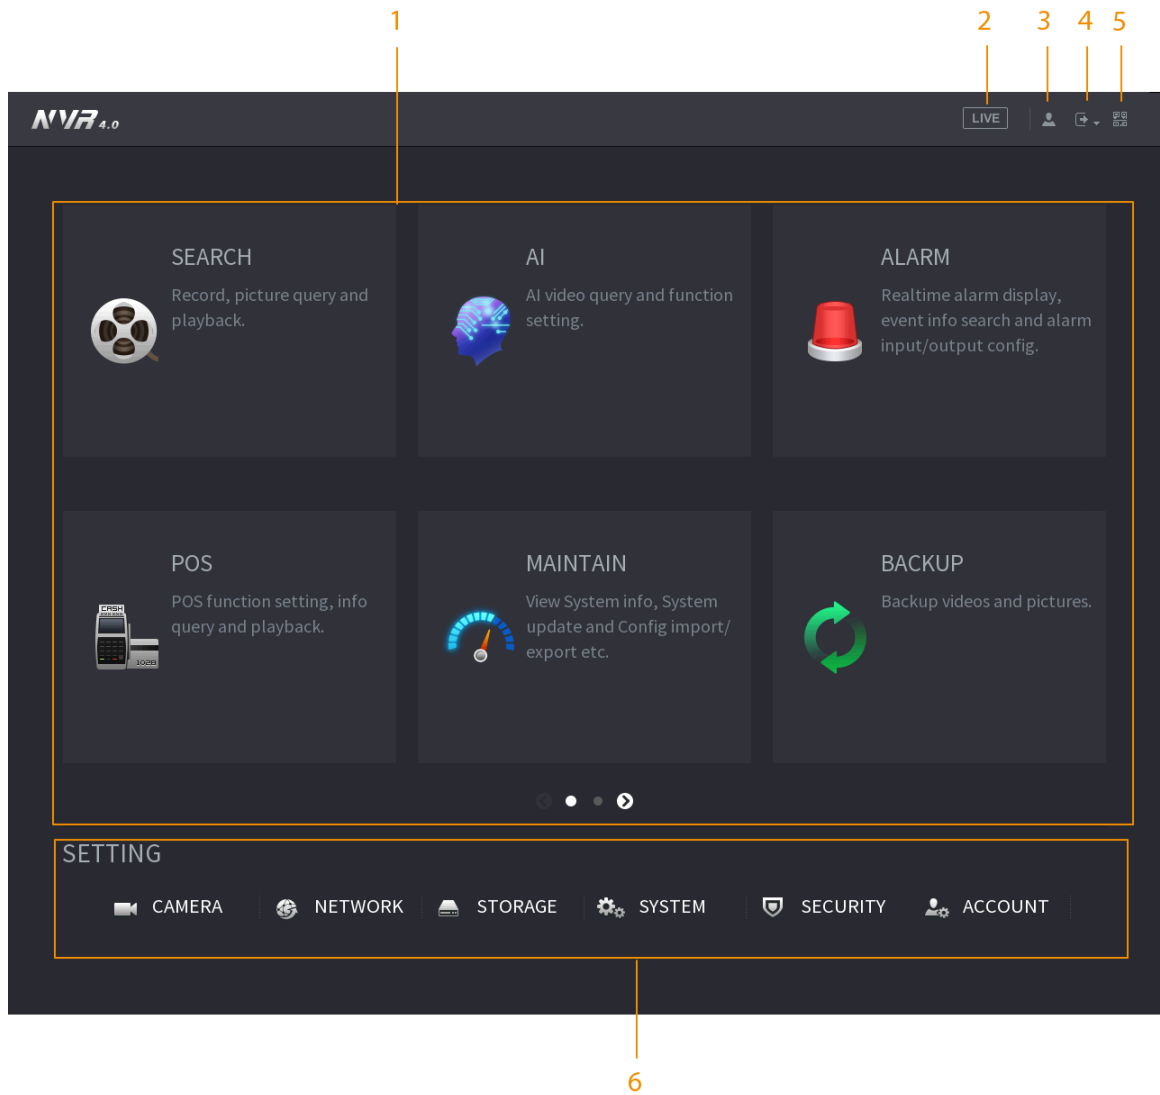 1
2
3
4
5
NVR 4.0
LIVE
SEARCH
Record, picture query and
playback.
AI
AI video query and function
setting.
ALARM
Realtime alarm display,
event info search and alarm
input/output config.
POS
POS function setting, info
query and playback.
CASH
1028
MAINTAIN
View System info, System
update and Config import/
export etc.
BACKUP
Backup videos and pictures.
SETTING
CAMERA
NETWORK
STORAGE
SYSTEM
SECURITY
ACCOUNT
6